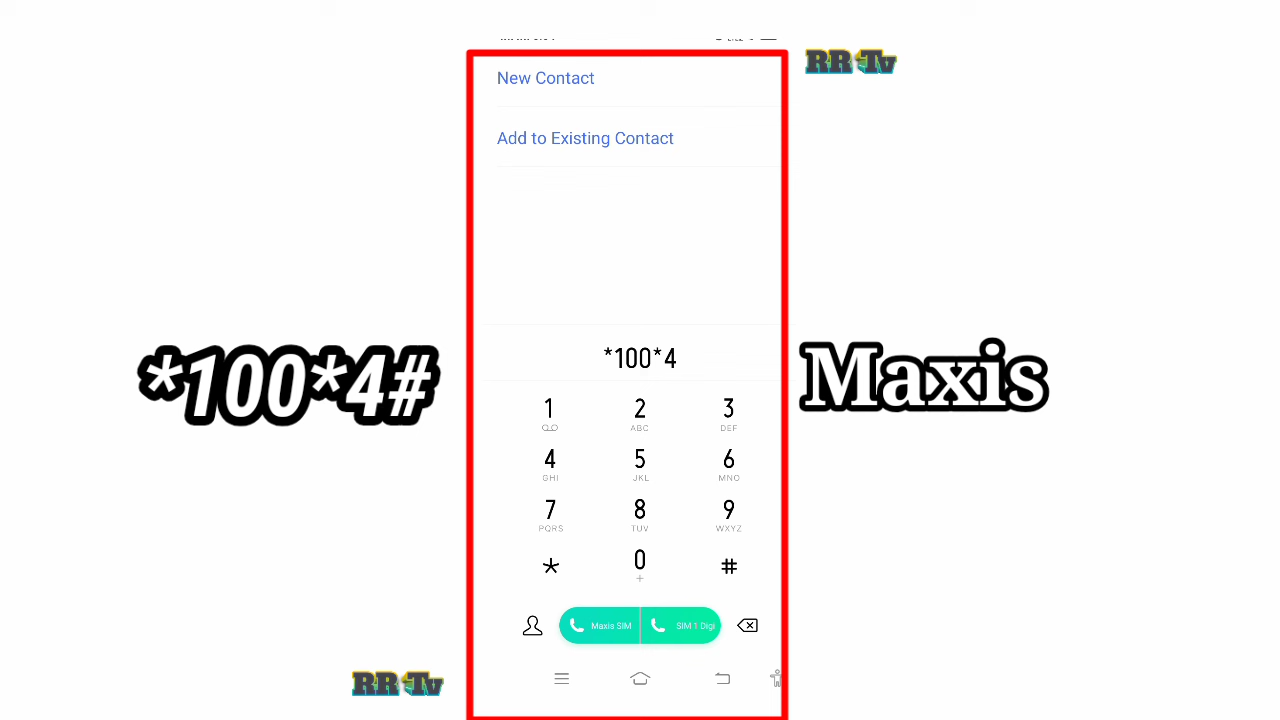 RR Tv
New Contact
Add to Existing Contact
*100*4#
Maxis
*100*4
1 2 3
ABC DEF
4 5 6
GHI JKL MNO
7 8 9
PQRS TUV WXYZ
* 0 #
+
Maxis SIM SIM 1 Digi
RR Tv